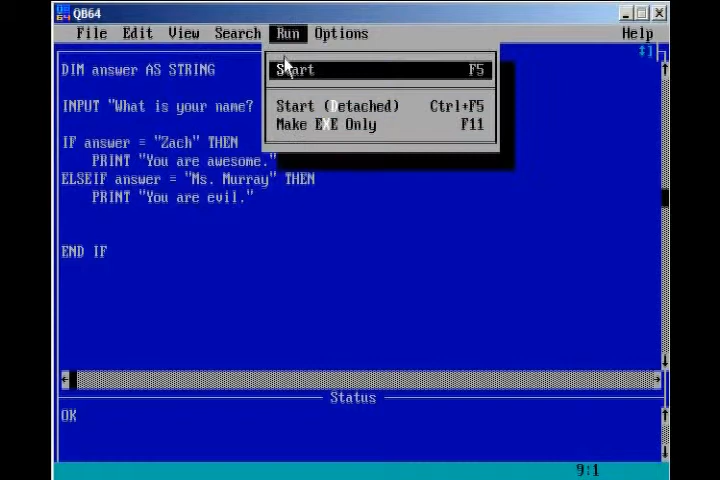 QB64
File Edit View Search Run Options Help
DIM answer AS STRING
Start F5
INPUT "What is your name?
Start (Detached) Ctrl+F5
Make EXE Only F11
IF answer = "Zach" THEN
PRINT "You are awesome."
ELSEIF answer = "Ms. Murray" THEN
PRINT "You are evil."
END IF
Status
OK
9:1